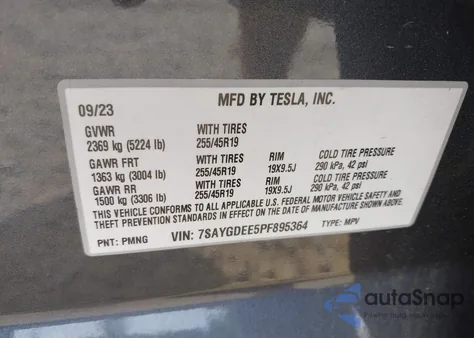 MFD BY TESLA, INC.
09/23
GVWR WITH TIRES
2369 kg (5224 lb) 255/45R19
GAWR FRT WITH TIRES RIM COLD TIRE PRESSURE
1363 kg (3004 lb) 255/45R19 19X9.5J 290 kPa, 42 psi
GAWR RR WITH TIRES RIM COLD TIRE PRESSURE
1500 kg (3306 lb) 255/45R19 19X9.5J 290 kPa, 42 psi
THIS VEHICLE CONFORMS TO ALL APPLICABLE U.S. FEDERAL MOTOR VEHICLE SAFETY AND
THEFT PREVENTION STANDARDS IN EFFECT ON THE DATE OF MANUFACTURE SHOWN ABOVE.
PNT: PMNG VIN: 7SAYGDEE5PF895364 TYPE: MPV
autoSnap